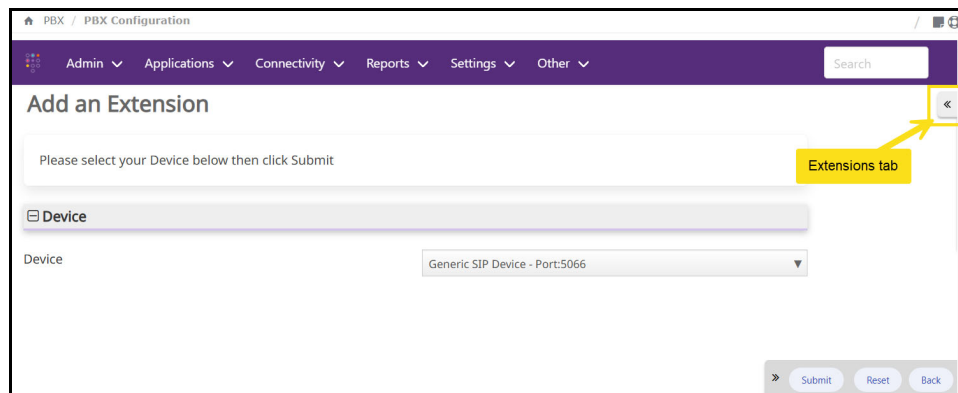 PBX / PBX Configuration /
Admin Applications Connectivity Reports Settings Other Search
Add an Extension
«
Please select your Device below then click Submit
Extensions tab
Device
Device
Generic SIP Device - Port:5066
» Submit Reset Back